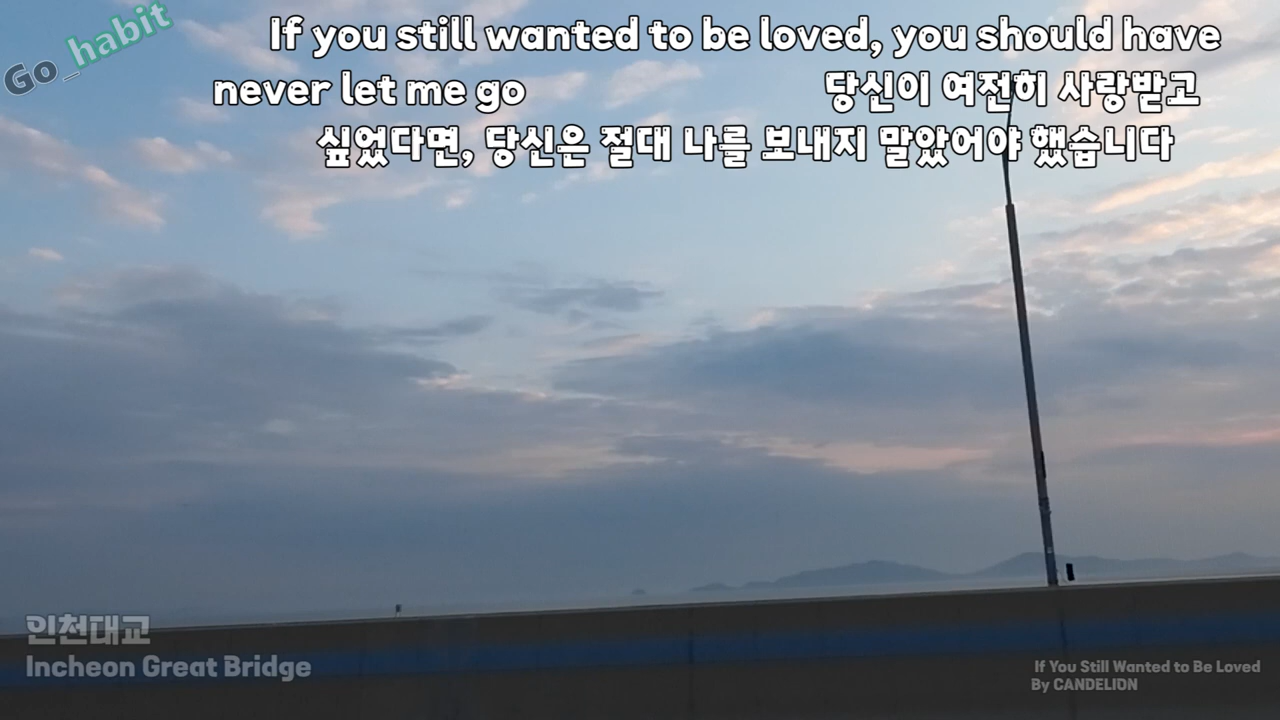 Go_habit
If you still wanted to be loved, you should have
never let me go 당신이 여전히 사랑받고
싶었다면, 당신은 절대 나를 보내지 말았어야 했습니다
인천대교
Incheon Great Bridge
If You Still Wanted to Be Loved
By CANDELION